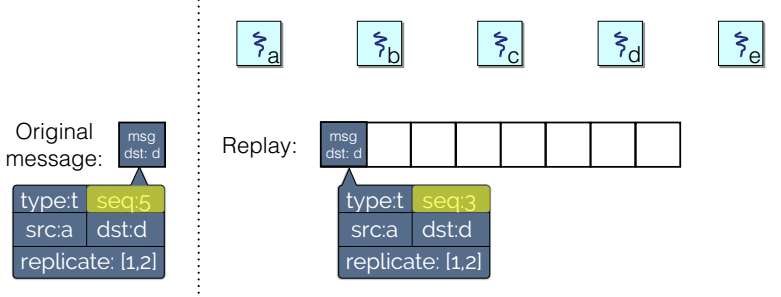 a b c d e
Original message:
msg
dst: d
type:t seq:5
src:a dst:d
replicate: [1,2]
Replay:
msg
dst: d
type:t seq:3
src:a dst:d
replicate: [1,2]